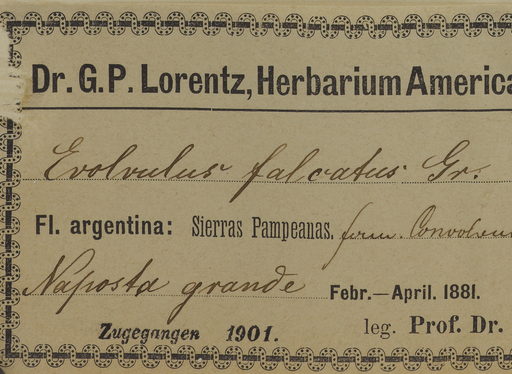 Dr. G. P. Lorentz, Herbarium America
Evolvulus falcatus Gr.
Fl. argentina: Sierras Pampeanas. fam. Convolvu
Naposta grande Febr.—April. 1881.
Zugegangen 1901. leg. Prof. Dr.